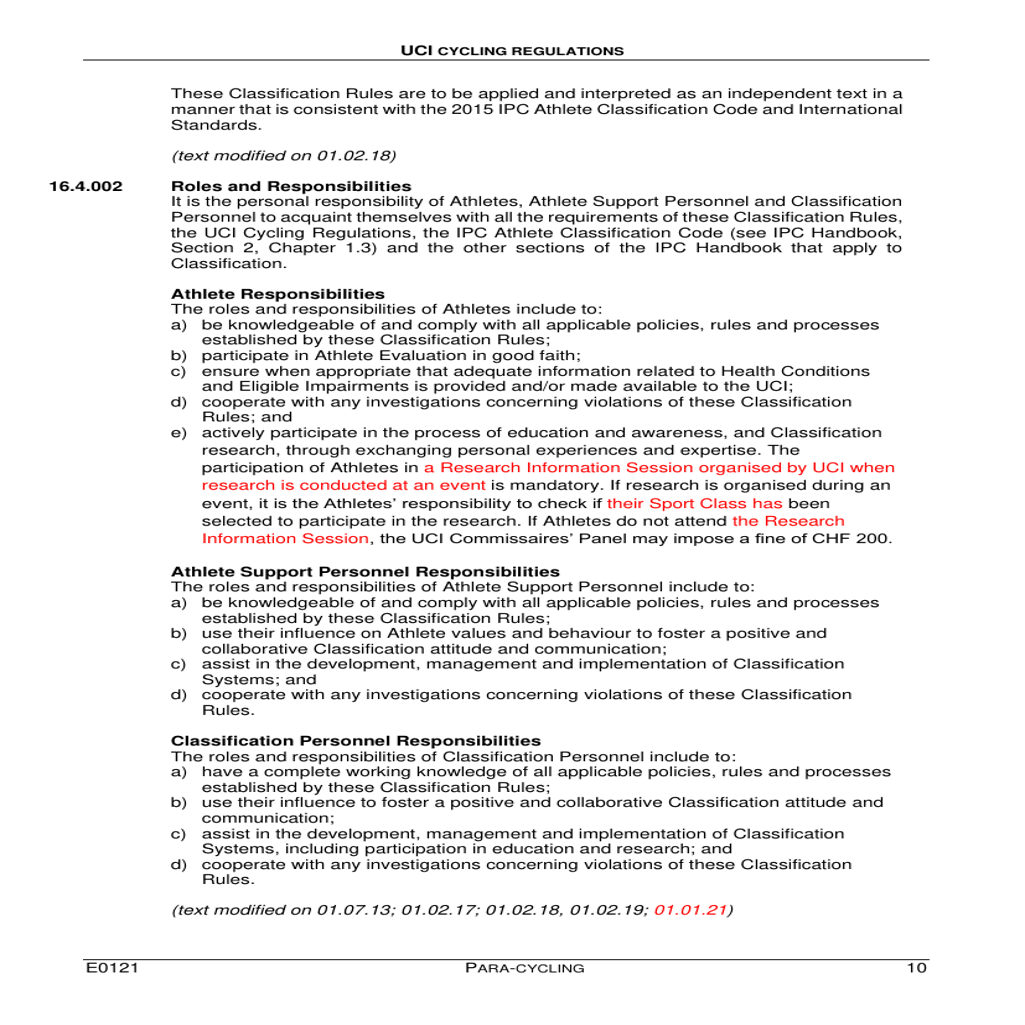 UCI CYCLING REGULATIONS
These Classification Rules are to be applied and interpreted as an independent text in a
manner that is consistent with the 2015 IPC Athlete Classification Code and International
Standards.
(text modified on 01.02.18)
16.4.002 Roles and Responsibilities
It is the personal responsibility of Athletes, Athlete Support Personnel and Classification
Personnel to acquaint themselves with all the requirements of these Classification Rules,
the UCI Cycling Regulations, the IPC Athlete Classification Code (see IPC Handbook,
Section 2, Chapter 1.3) and the other sections of the IPC Handbook that apply to
Classification.
Athlete Responsibilities
The roles and responsibilities of Athletes include to:
a) be knowledgeable of and comply with all applicable policies, rules and processes
established by these Classification Rules;
b) participate in Athlete Evaluation in good faith;
c) ensure when appropriate that adequate information related to Health Conditions
and Eligible Impairments is provided and/or made available to the UCI;
d) cooperate with any investigations concerning violations of these Classification
Rules; and
e) actively participate in the process of education and awareness, and Classification
research, through exchanging personal experiences and expertise. The
participation of Athletes in a Research Information Session organised by UCI when
research is conducted at an event is mandatory. If research is organised during an
event, it is the Athletes' responsibility to check if their Sport Class has been
selected to participate in the research. If Athletes do not attend the Research
Information Session, the UCI Commissaires' Panel may impose a fine of CHF 200.
Athlete Support Personnel Responsibilities
The roles and responsibilities of Athlete Support Personnel include to:
a) be knowledgeable of and comply with all applicable policies, rules and processes
established by these Classification Rules;
b) use their influence on Athlete values and behaviour to foster a positive and
collaborative Classification attitude and communication;
c) assist in the development, management and implementation of Classification
Systems; and
d) cooperate with any investigations concerning violations of these Classification
Rules.
Classification Personnel Responsibilities
The roles and responsibilities of Classification Personnel include to:
a) have a complete working knowledge of all applicable policies, rules and processes
established by these Classification Rules;
b) use their influence to foster a positive and collaborative Classification attitude and
communication;
c) assist in the development, management and implementation of Classification
Systems, including participation in education and research; and
d) cooperate with any investigations concerning violations of these Classification
Rules.
(text modified on 01.07.13; 01.02.17; 01.02.18, 01.02.19; 01.01.21)
E0121 PARA-CYCLING 10